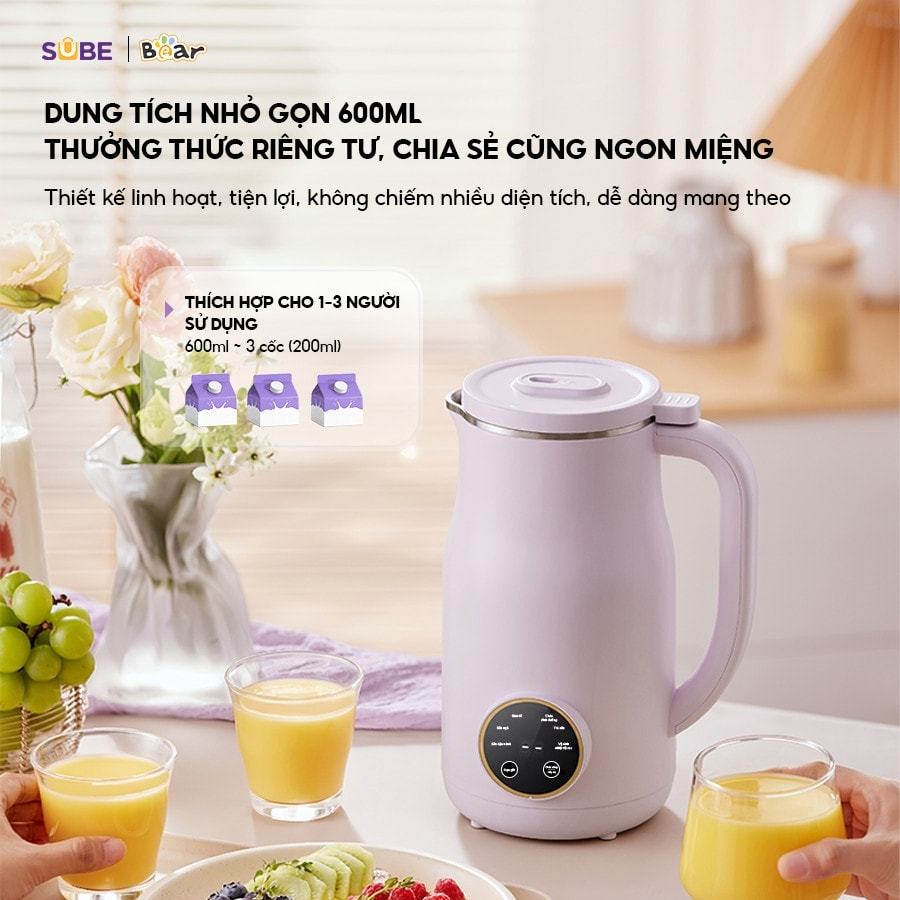 SUBE | Bear
DUNG TÍCH NHỎ GỌN 600ML
THƯỞNG THỨC RIÊNG TƯ, CHIA SẺ CŨNG NGON MIỆNG
Thiết kế linh hoạt, tiện lợi, không chiếm nhiều diện tích, dễ dàng mang theo
THÍCH HỢP CHO 1-3 NGƯỜI
SỬ DỤNG
600ml ~ 3 cốc (200ml)